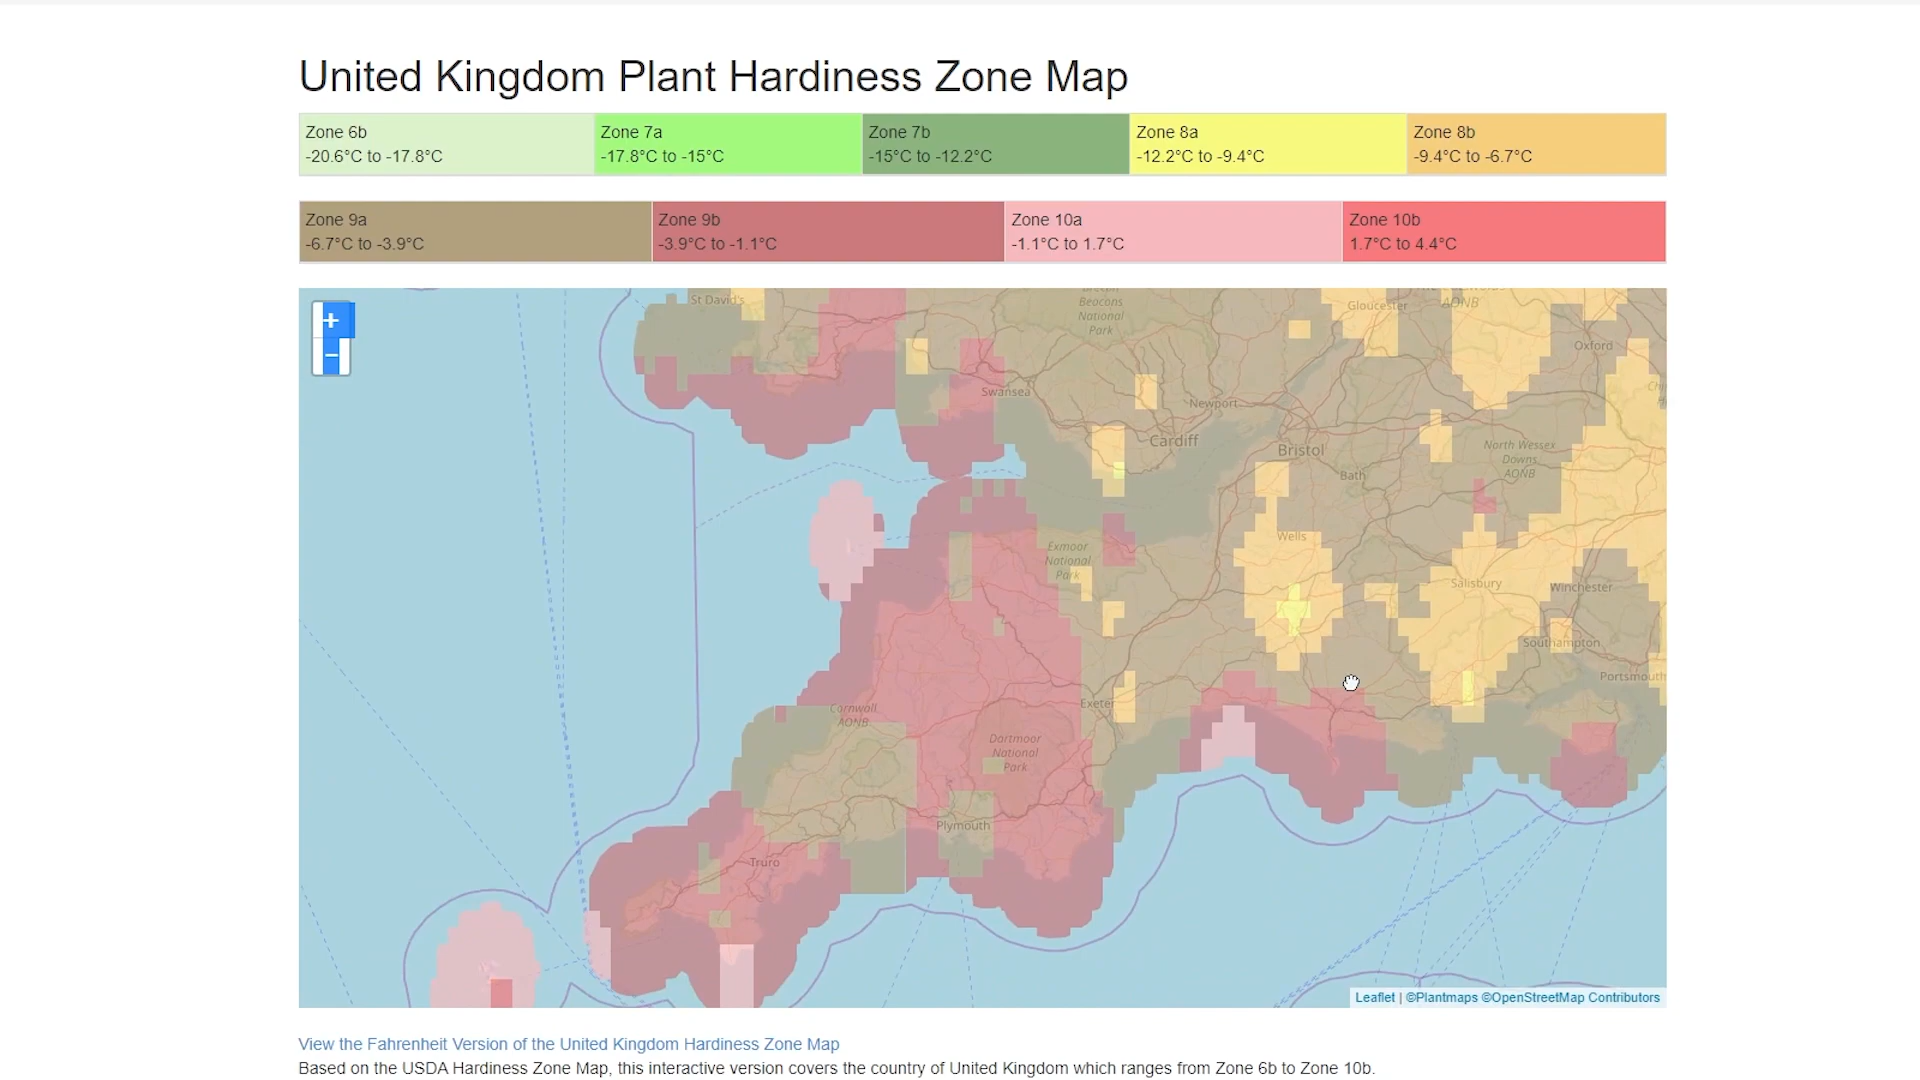 United Kingdom Plant Hardiness Zone Map
Zone 6b
-20.6°C to -17.8°C
Zone 7a
-17.8°C to -15°C
Zone 7b
-15°C to -12.2°C
Zone 8a
-12.2°C to -9.4°C
Zone 8b
-9.4°C to -6.7°C
Zone 9a
-6.7°C to -3.9°C
Zone 9b
-3.9°C to -1.1°C
Zone 10a
-1.1°C to 1.7°C
Zone 10b
1.7°C to 4.4°C
+
−
St David's
Beacons
National
Park
Gloucester
AONB
Oxford
Swansea
Newport
Cardiff
Bristol
Bath
North Wessex
Downs
AONB
Wells
Exmoor
National
Park
Salisbury
Winchester
Southampton
Portsmouth
Exeter
Cornwall
AONB
Dartmoor
National
Park
Plymouth
Truro
Leaflet | ©Plantmaps ©OpenStreetMap Contributors
View the Fahrenheit Version of the United Kingdom Hardiness Zone Map
Based on the USDA Hardiness Zone Map, this interactive version covers the country of United Kingdom which ranges from Zone 6b to Zone 10b.